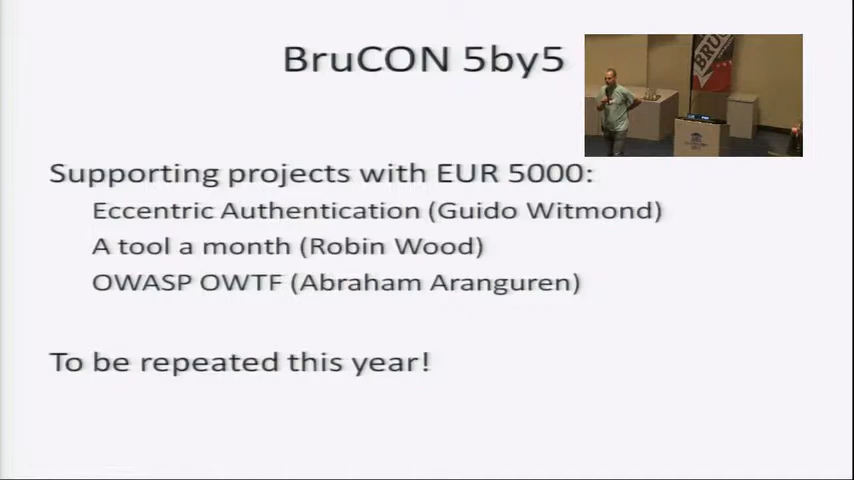 BruCON 5by5
Supporting projects with EUR 5000:
Eccentric Authentication (Guido Witmond)
A tool a month (Robin Wood)
OWASP OWTF (Abraham Aranguren)
To be repeated this year!
BRU